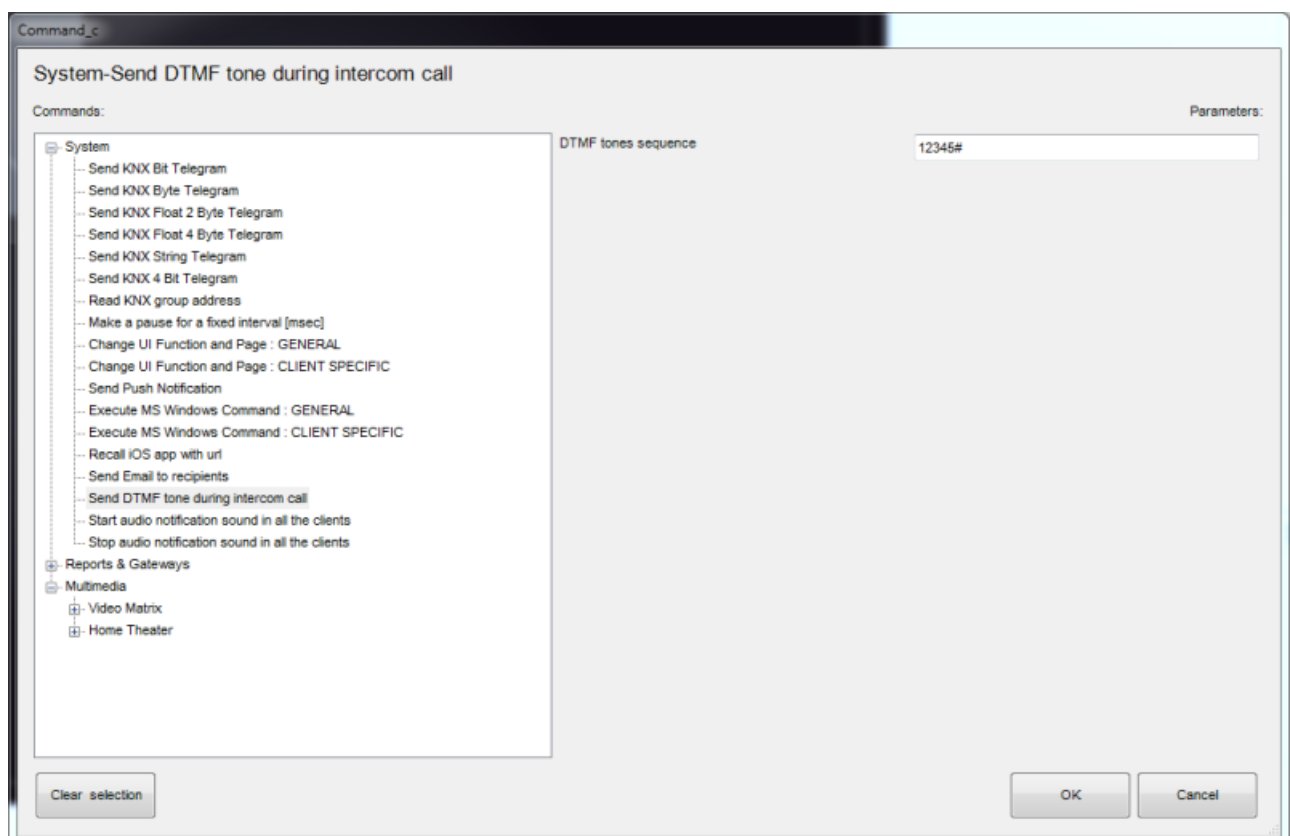 Command_c
System-Send DTMF tone during intercom call
Commands:
Parameters:
System
Send KNX Bit Telegram
Send KNX Byte Telegram
Send KNX Float 2 Byte Telegram
Send KNX Float 4 Byte Telegram
Send KNX String Telegram
Send KNX 4 Bit Telegram
Read KNX group address
Make a pause for a fixed interval [msec]
Change UI Function and Page : GENERAL
Change UI Function and Page : CLIENT SPECIFIC
Send Push Notification
Execute MS Windows Command : GENERAL
Execute MS Windows Command : CLIENT SPECIFIC
Recall iOS app with url
Send Email to recipients
Send DTMF tone during intercom call
Start audio notification sound in all the clients
Stop audio notification sound in all the clients
Reports & Gateways
Multimedia
Video Matrix
Home Theater
DTMF tones sequence
12345#
Clear selection
OK
Cancel